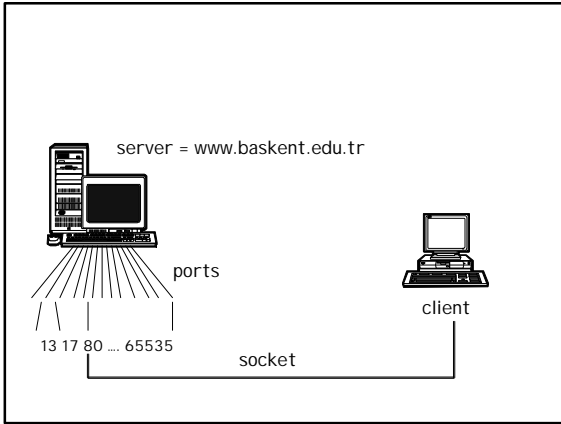 server = www.baskent.edu.tr
ports
client
13 17 80 .... 65535
socket